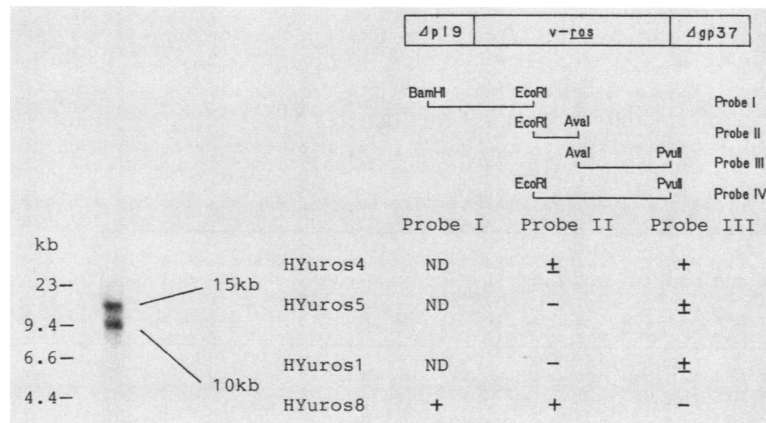 Δp19 v-ros Δgp37
BamHI EcoRI Probe I
EcoRI AvaI Probe II
AvaI PvuII Probe III
EcoRI PvuII Probe IV
Probe I Probe II Probe III
kb
HYuros4 ND ± +
23— 15kb
HYuros5 ND − ±
9.4—
6.6—
HYuros1 ND − ±
10kb
4.4—
HYuros8 + + −